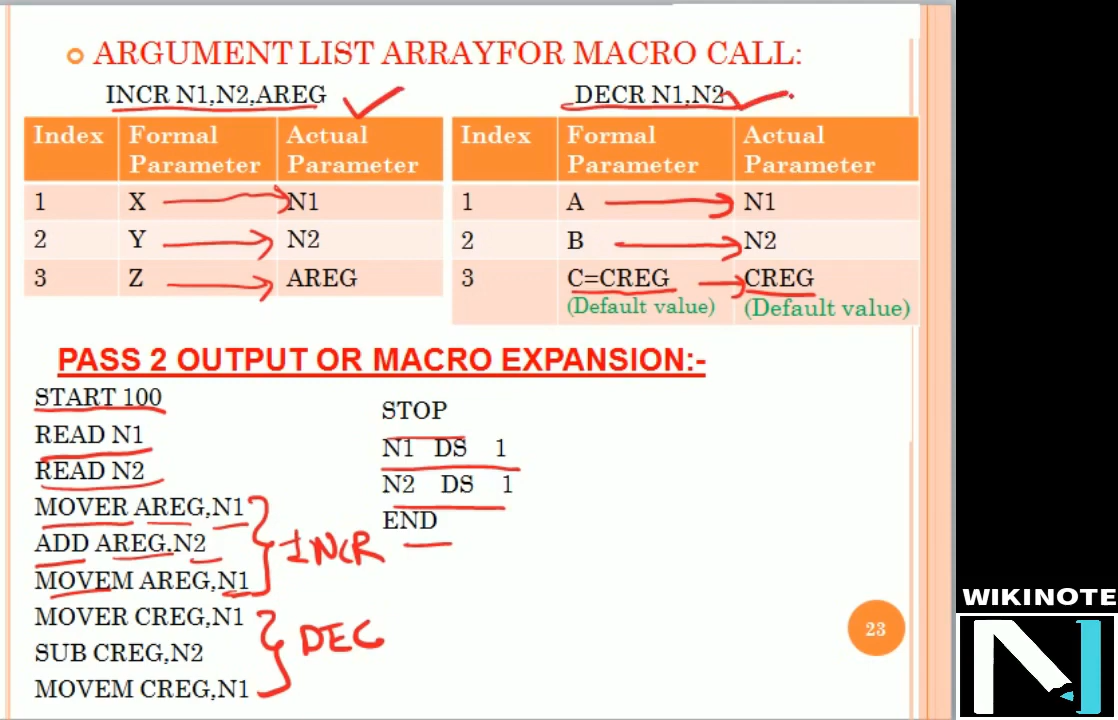 ARGUMENT LIST ARRAYFOR MACRO CALL:
INCR N1,N2,AREG
Index Formal Parameter Actual Parameter
1 X N1
2 Y N2
3 Z AREG
DECR N1,N2
Index Formal Parameter Actual Parameter
1 A N1
2 B N2
3 C=CREG CREG
(Default value) (Default value)
PASS 2 OUTPUT OR MACRO EXPANSION:-
START 100
READ N1
READ N2
MOVER AREG,N1
ADD AREG,N2
MOVEM AREG,N1
INCR
MOVER CREG,N1
SUB CREG,N2
MOVEM CREG,N1
DEC
STOP
N1 DS 1
N2 DS 1
END
23
WIKINOTE
N